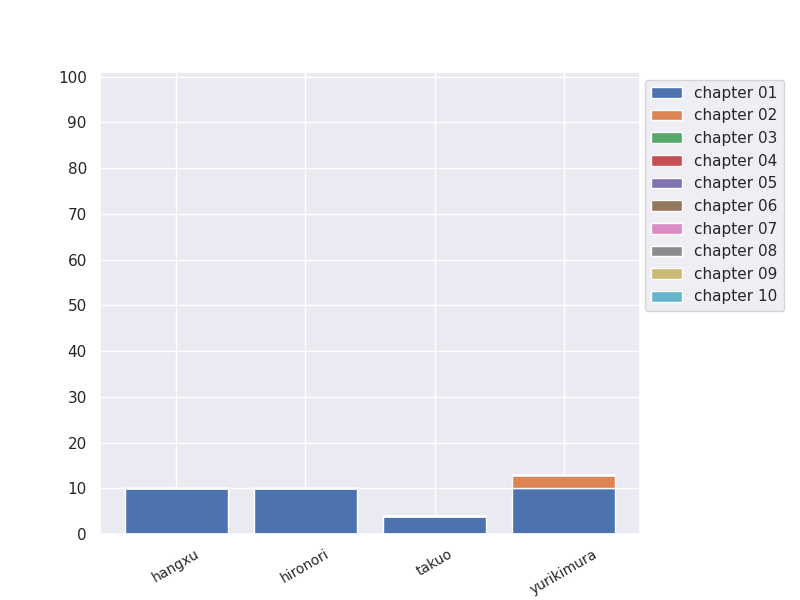 100
90
80
70
60
50
40
30
20
10
0
hangxu
hironori
takuo
yurikimura
chapter 01
chapter 02
chapter 03
chapter 04
chapter 05
chapter 06
chapter 07
chapter 08
chapter 09
chapter 10